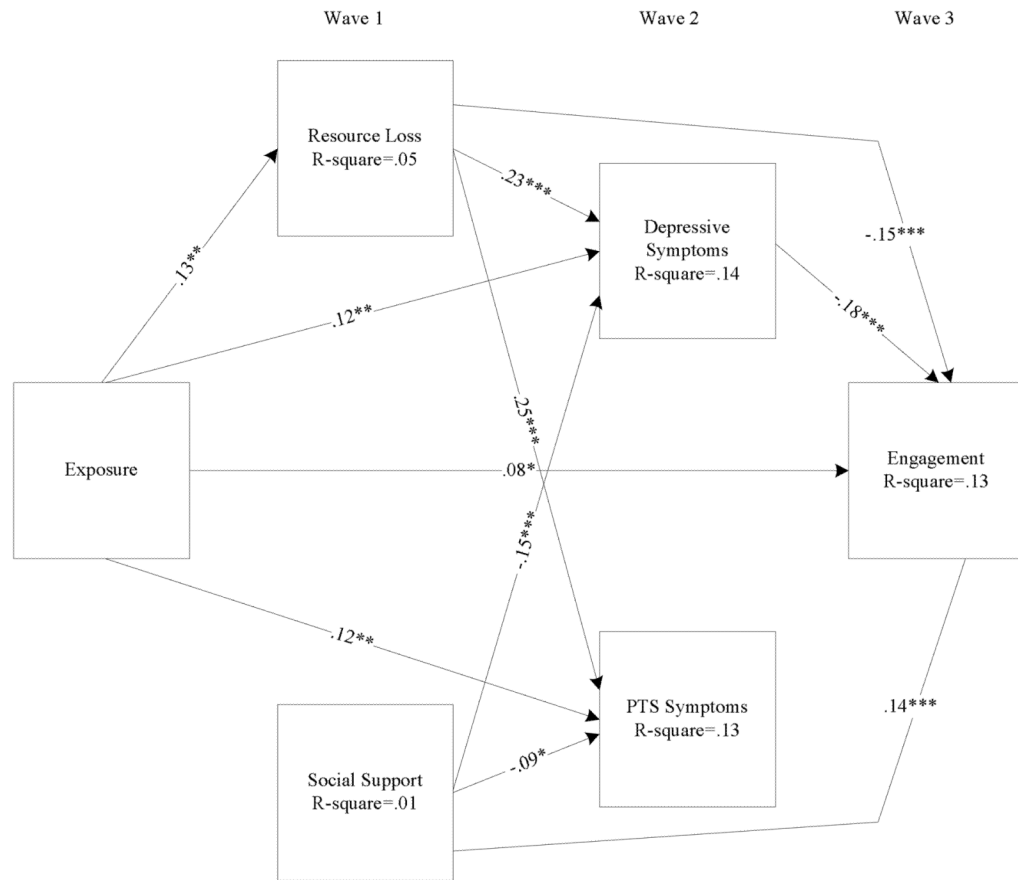 Wave 1
Wave 2
Wave 3
Resource Loss
R-square=.05
.23***
Depressive
Symptoms
R-square=.14
-.15***
.13**
.12**
-.18***
.25***
Exposure
.08*
Engagement
R-square=.13
-.15***
.12**
PTS Symptoms
R-square=.13
.14***
-.09*
Social Support
R-square=.01